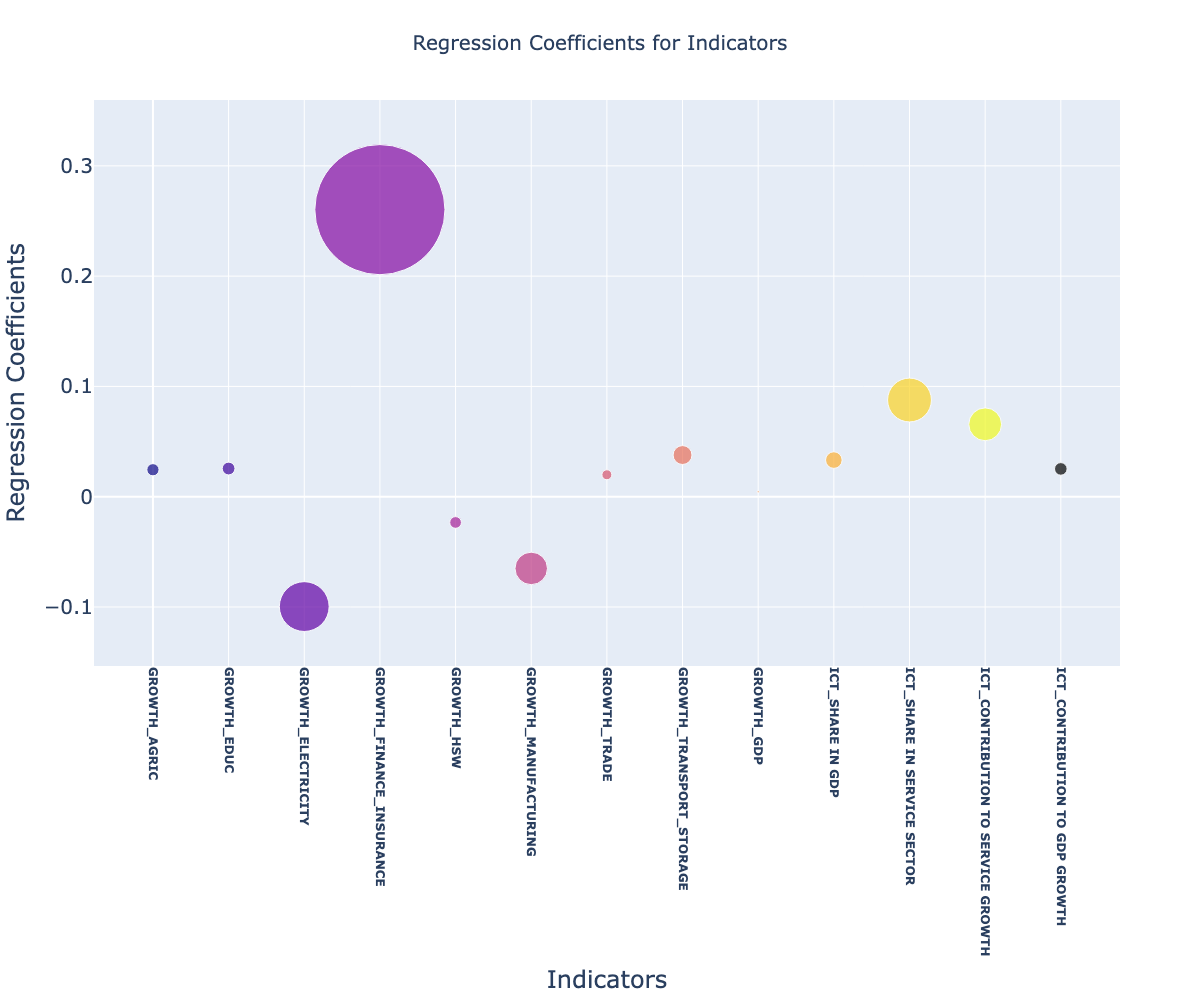 Regression Coefficients for Indicators
Regression Coefficients
0.3
0.2
0.1
0
−0.1
GROWTH_AGRIC
GROWTH_EDUC
GROWTH_ELECTRICITY
GROWTH_FINANCE_INSURANCE
GROWTH_HSW
GROWTH_MANUFACTURING
GROWTH_TRADE
GROWTH_TRANSPORT_STORAGE
GROWTH_GDP
ICT_SHARE IN GDP
ICT_SHARE IN SERVICE SECTOR
ICT_CONTRIBUTION TO SERVICE GROWTH
ICT_CONTRIBUTION TO GDP GROWTH
Indicators